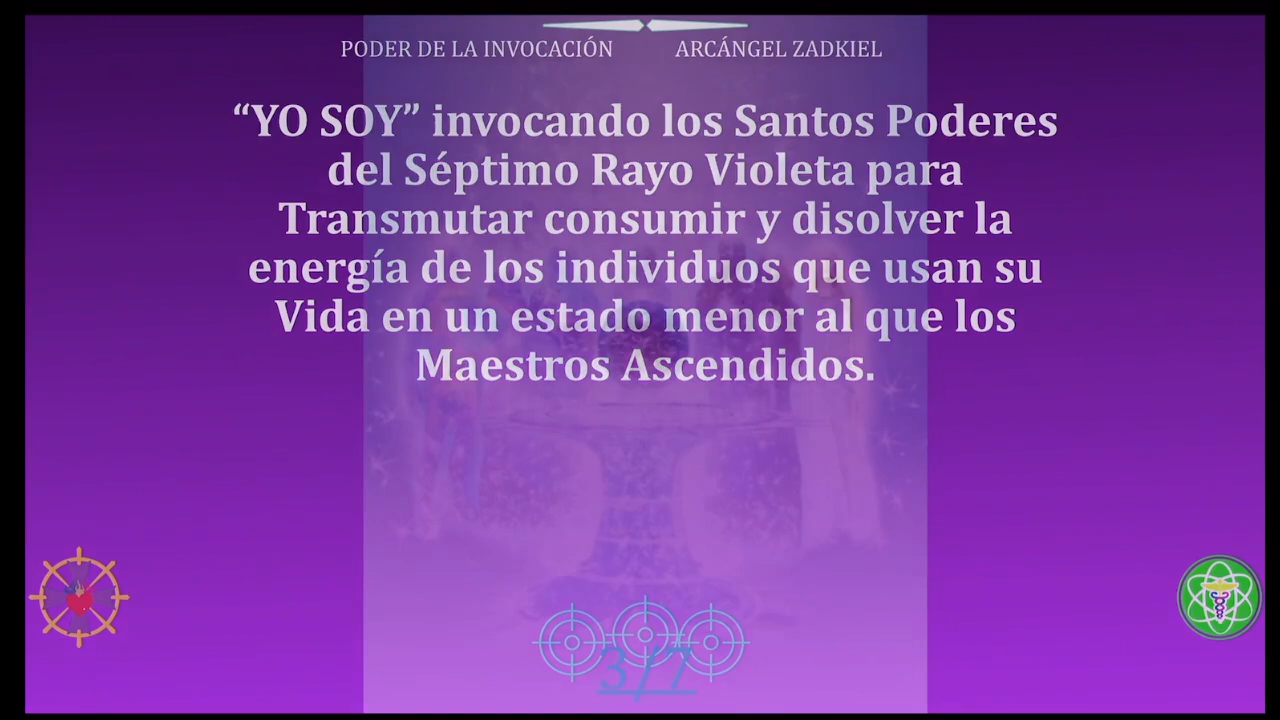 PODER DE LA INVOCACIÓN ARCÁNGEL ZADKIEL
“YO SOY” invocando los Santos Poderes
del Séptimo Rayo Violeta para
Transmutar consumir y disolver la
energía de los individuos que usan su
Vida en un estado menor al que los
Maestros Ascendidos.
3/7